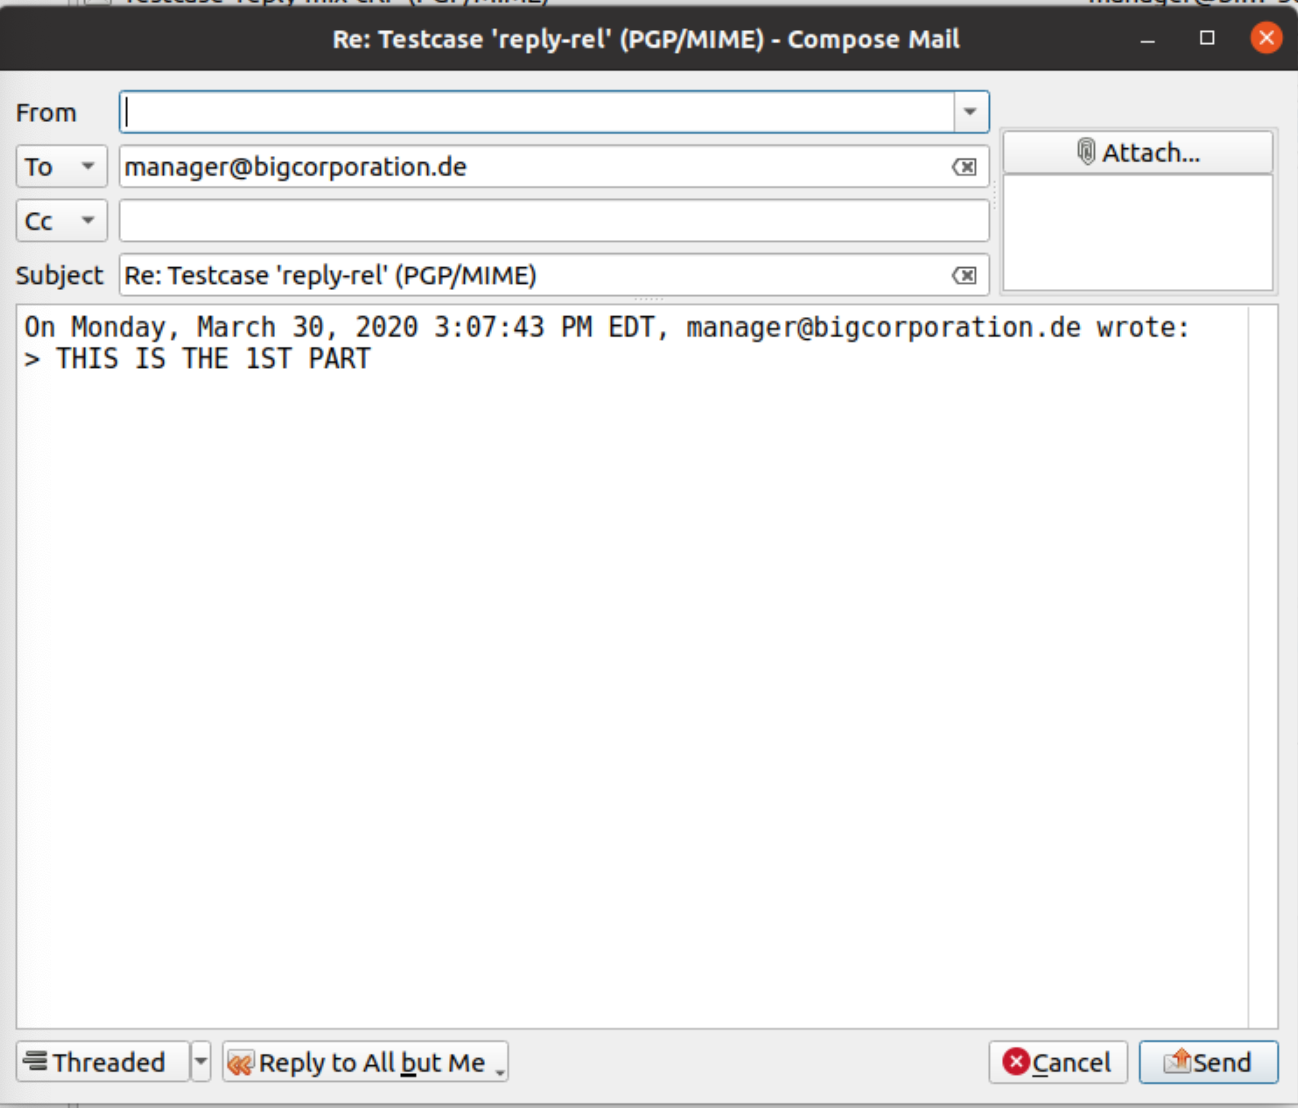 Re: Testcase 'reply-rel' (PGP/MIME) - Compose Mail
From
To manager@bigcorporation.de
Attach...
Cc
Subject Re: Testcase 'reply-rel' (PGP/MIME)
On Monday, March 30, 2020 3:07:43 PM EDT, manager@bigcorporation.de wrote:
> THIS IS THE 1ST PART
Threaded Reply to All but Me Cancel Send